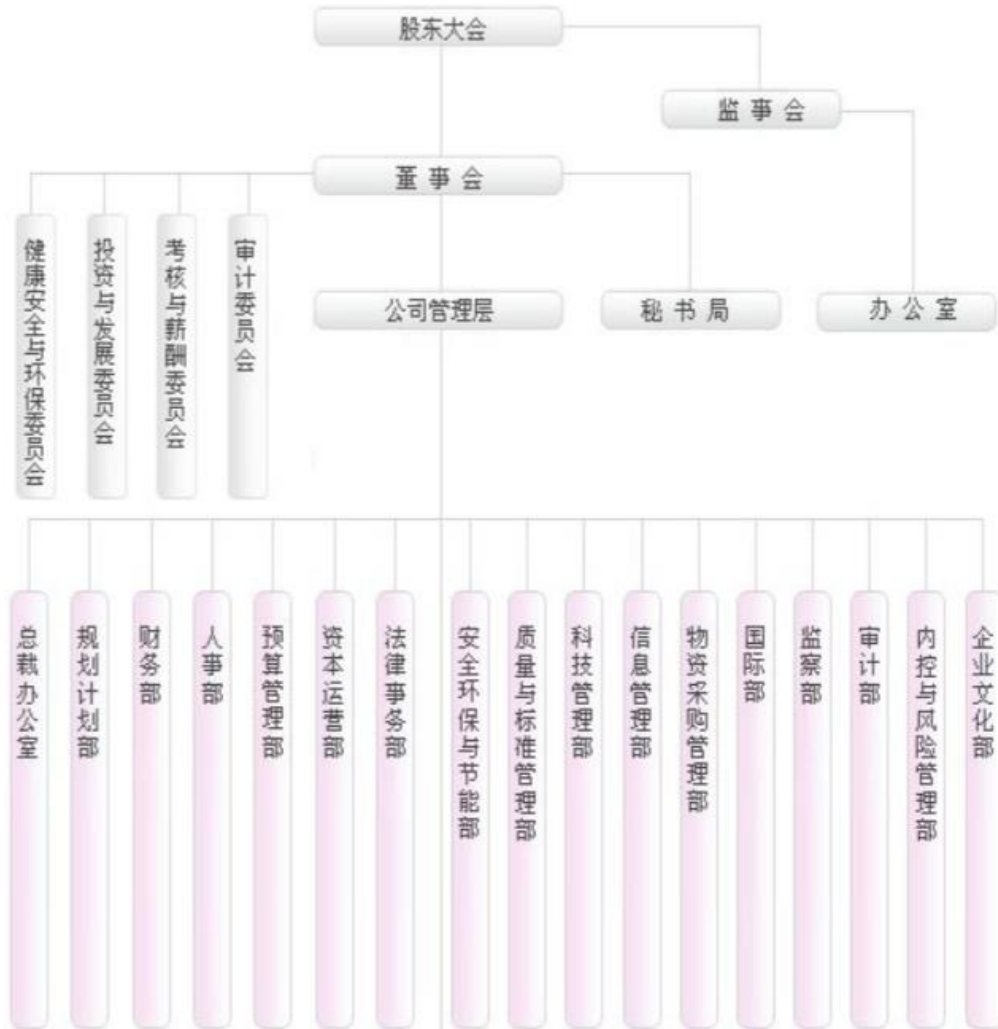 股东大会
监事会
董事会
健康安全与环保委员会
投资与发展委员会
考核与薪酬委员会
审计委员会
公司管理层
秘书局
办公室
总裁办公室
规划计划部
财务部
人事部
预算管理部
资本运营部
法律事务部
安全环保与节能部
质量与标准管理部
科技管理部
信息管理部
物资采购管理部
国际部
监察部
审计部
内控与风险管理部
企业文化部